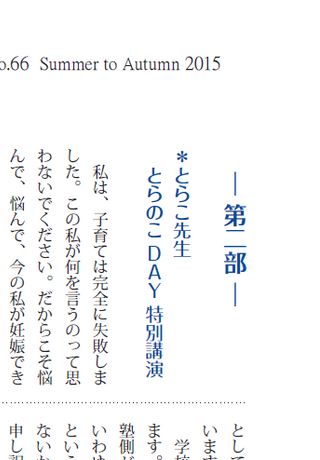 o.66 Summer to Autumn 2015
― 第二部 ―
＊とらこ先生
とらのこＤＡＹ 特別講演
私は、子育ては完全に失敗しま
した。この私が何を言うのって思
わないでください。だからこそ悩
んで、悩んで、今の私が妊娠でき
として
います
学校
ます。
塾側が
いわゆ
という
ないか
申し訳